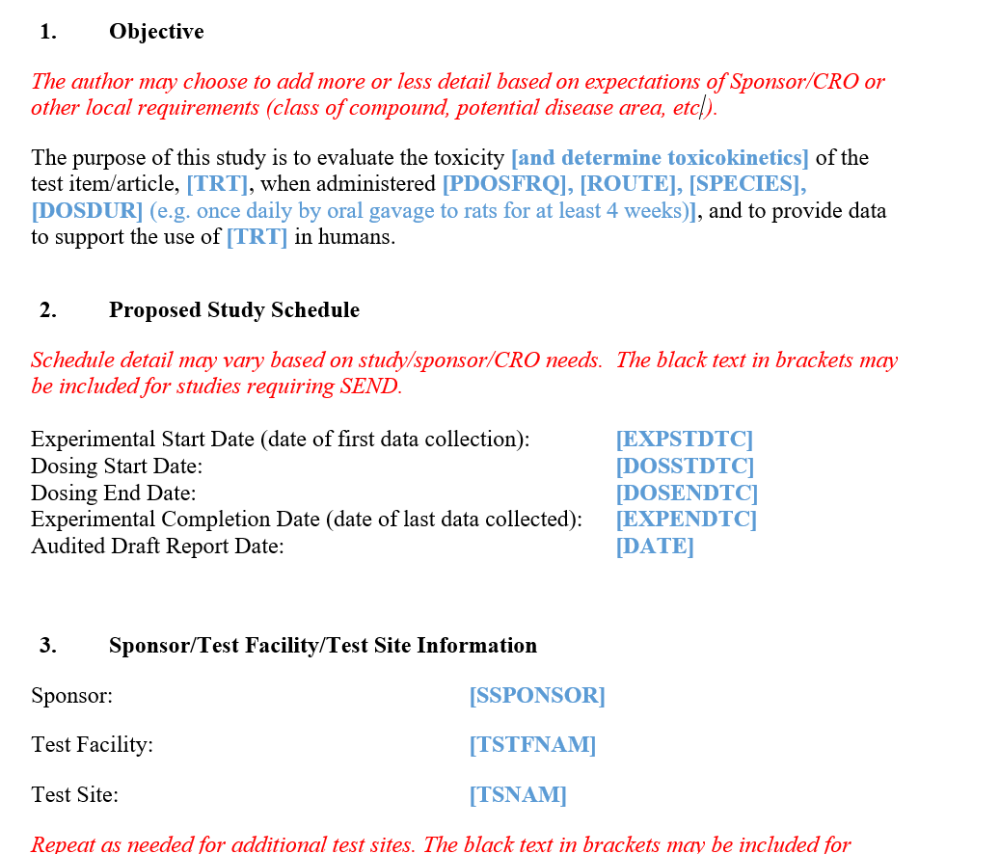 1. Objective
The author may choose to add more or less detail based on expectations of Sponsor/CRO or
other local requirements (class of compound, potential disease area, etc.).
The purpose of this study is to evaluate the toxicity [and determine toxicokinetics] of the
test item/article, [TRT], when administered [PDOSFRQ], [ROUTE], [SPECIES],
[DOSDUR] (e.g. once daily by oral gavage to rats for at least 4 weeks)], and to provide data
to support the use of [TRT] in humans.
2. Proposed Study Schedule
Schedule detail may vary based on study/sponsor/CRO needs.  The black text in brackets may
be included for studies requiring SEND.
Experimental Start Date (date of first data collection): [EXPSTDTC]
Dosing Start Date: [DOSSTDTC]
Dosing End Date: [DOSENDTC]
Experimental Completion Date (date of last data collected): [EXPENDTC]
Audited Draft Report Date: [DATE]
3. Sponsor/Test Facility/Test Site Information
Sponsor: [SSPONSOR]
Test Facility: [TSTFNAM]
Test Site: [TSNAM]
Repeat as needed for additional test sites. The black text in brackets may be included for